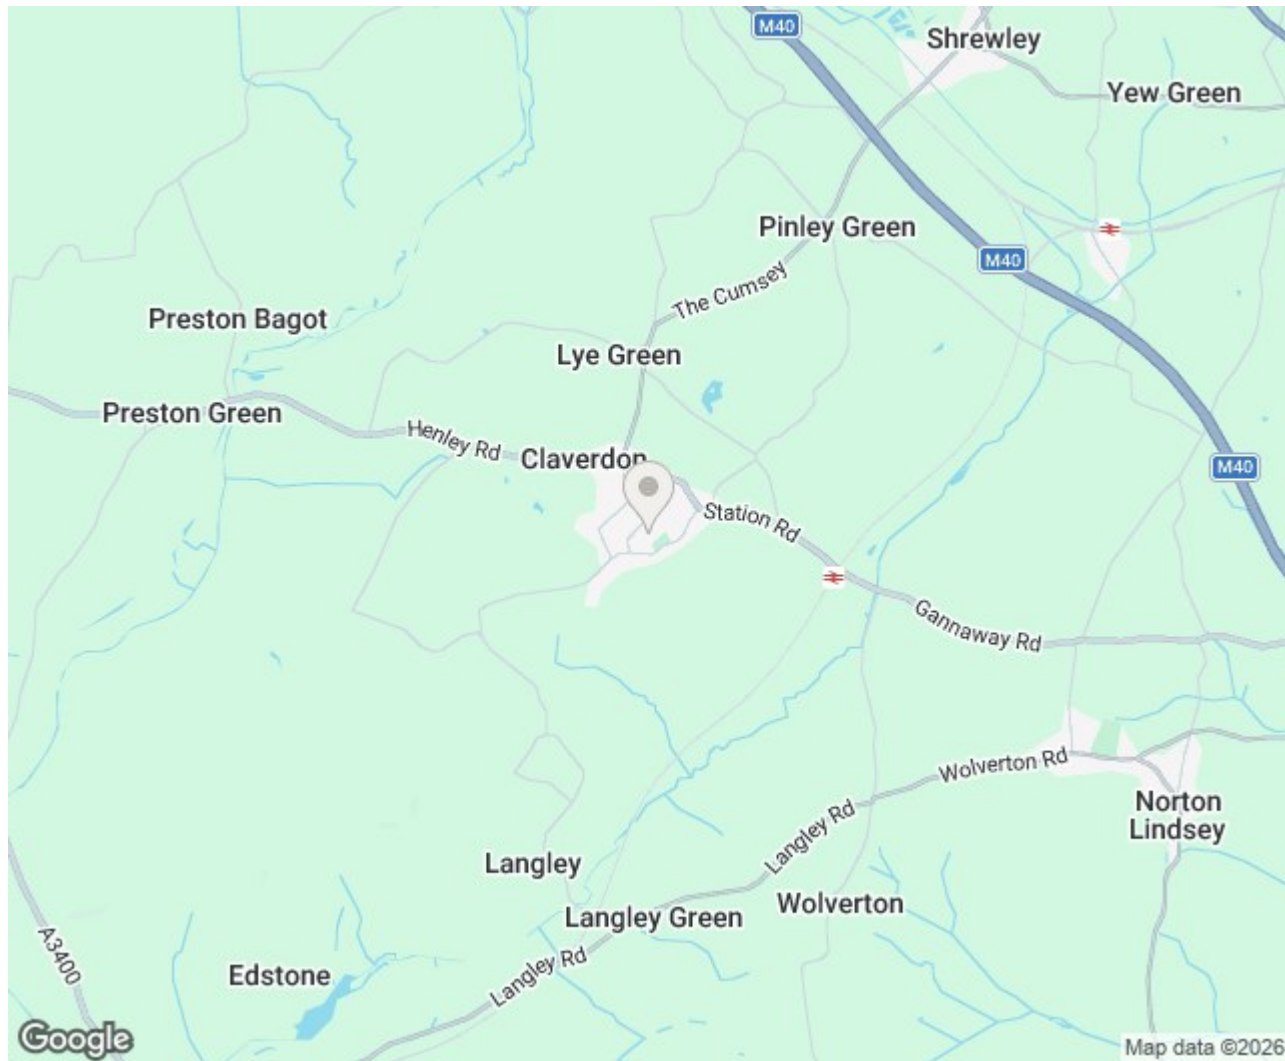 M40
Shrewley
Yew Green
Pinley Green
M40
The Cumsey
Preston Bagot
Lye Green
Preston Green
Henley Rd
Claverdon
M40
Station Rd
Gannaway Rd
Wolverton Rd
Norton
Lindsey
Langley Rd
Langley
Wolverton
Langley Green
A3400
Edstone
Langley Rd
Google
Map data ©2026